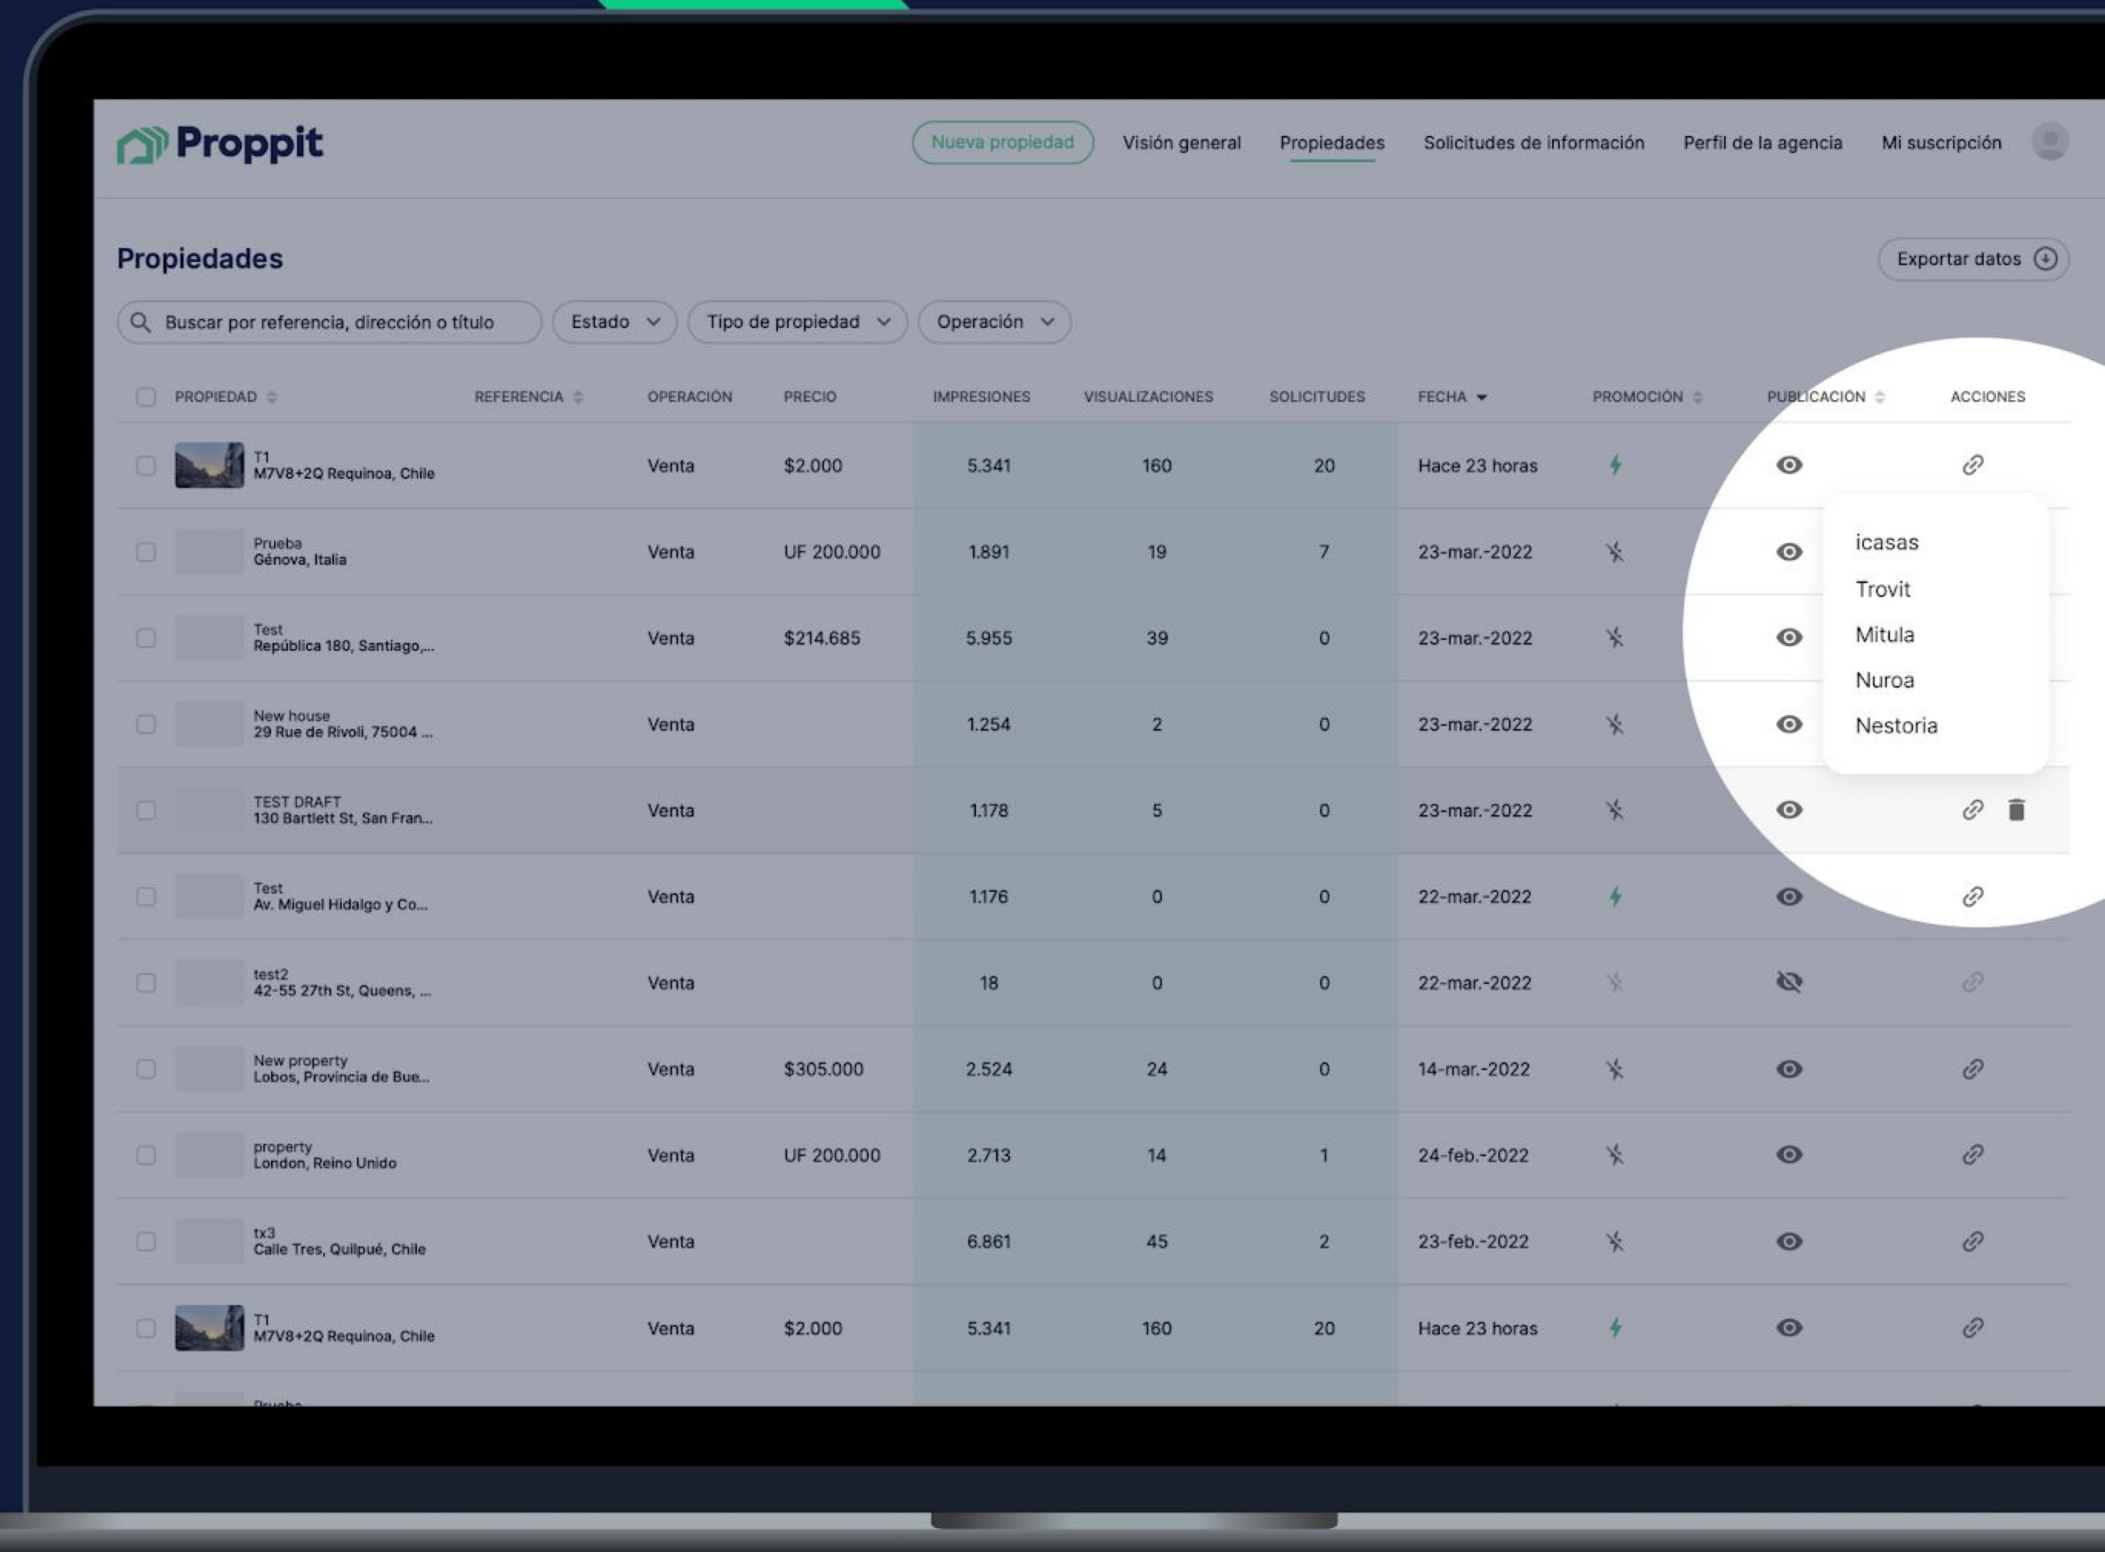 Proppit
Nueva propiedad
Visión general
Propiedades
Solicitudes de información
Perfil de la agencia
Mi suscripción
Propiedades
Exportar datos
Buscar por referencia, dirección o título
Estado
Tipo de propiedad
Operación
PROPIEDAD REFERENCIA OPERACIÓN PRECIO IMPRESIONES VISUALIZACIONES SOLICITUDES FECHA PROMOCIÓN PUBLICACIÓN ACCIONES
T1
M7V8+2Q Requinoa, Chile Venta $2.000 5.341 160 20 Hace 23 horas
Prueba
Génova, Italia Venta UF 200.000 1.891 19 7 23-mar.-2022
Test
República 180, Santiago,... Venta $214.685 5.955 39 0 23-mar.-2022
New house
29 Rue de Rivoli, 75004 ... Venta 1.254 2 0 23-mar.-2022
icasas
Trovit
Mitula
Nuroa
Nestoria
TEST DRAFT
130 Bartlett St, San Fran... Venta 1.178 5 0 23-mar.-2022
Test
Av. Miguel Hidalgo y Co... Venta 1.176 0 0 22-mar.-2022
test2
42-55 27th St, Queens, ... Venta 18 0 0 22-mar.-2022
New property
Lobos, Provincia de Bue... Venta $305.000 2.524 24 0 14-mar.-2022
property
London, Reino Unido Venta UF 200.000 2.713 14 1 24-feb.-2022
tx3
Calle Tres, Quilpué, Chile Venta 6.861 45 2 23-feb.-2022
T1
M7V8+2Q Requinoa, Chile Venta $2.000 5.341 160 20 Hace 23 horas
Prueba